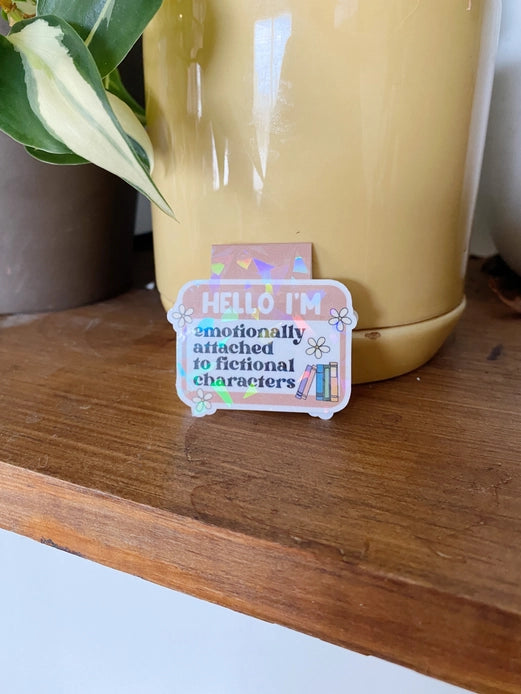 HELLO I'M
emotionally
attached
to fictional
characters